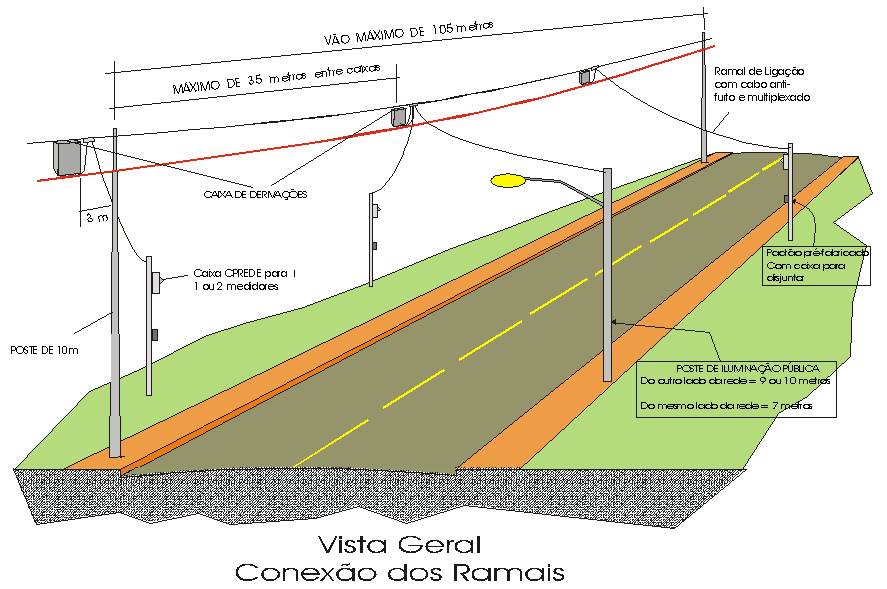 VÃO MÁXIMO DE 105 metros
MÁXIMO DE 35 metros entre caixas
Ramal de Ligação
com cabo anti-
furto e multiplexado
CAIXA DE DERIVAÇÕES
3 m
Caixa CPREDE para 1
1 ou 2 medidores
Padrão pré-fabricado
Com caixa para
disjuntar
POSTE DE 10m
POSTE DE ILUMINAÇÃO PÚBLICA
Do outro lado da rede = 9 ou 10 metros
Do mesmo lado da rede = 7 metros
Vista Geral
Conexão dos Ramais